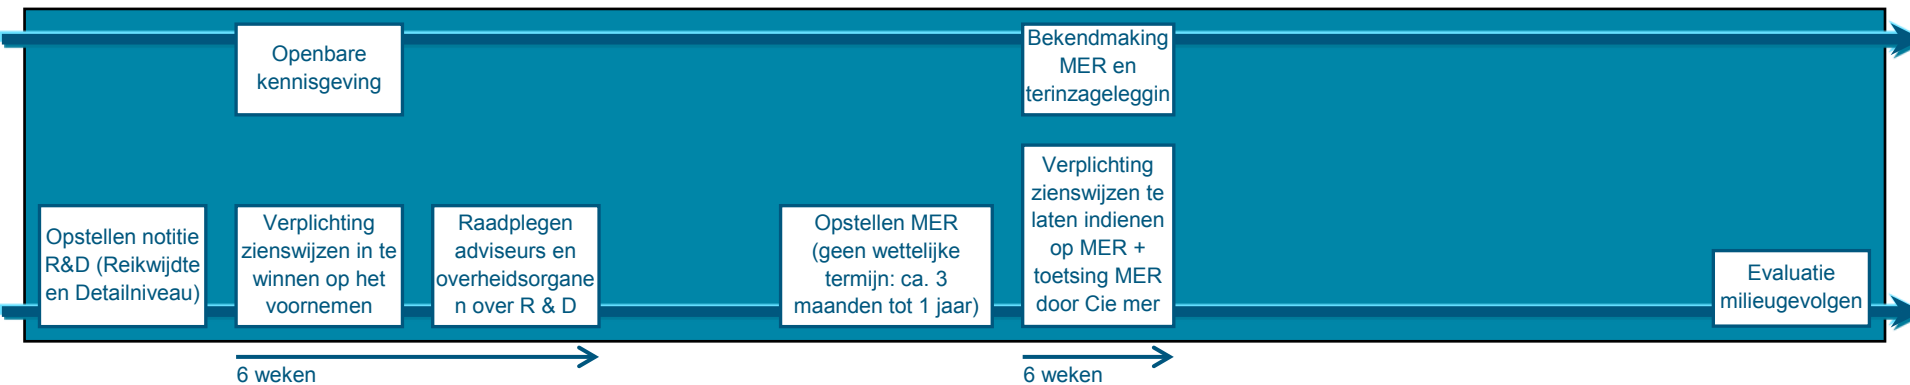 Openbare
kennisgeving
Bekendmaking
MER en
terinzageleggin
Opstellen notitie
R&D (Reikwijdte
en Detailniveau)
Verplichting
zienswijzen in te
winnen op het
voornemen
Raadplegen
adviseurs en
overheidsorgane
n over R & D
Opstellen MER
(geen wettelijke
termijn: ca. 3
maanden tot 1 jaar)
Verplichting
zienswijzen te
laten indienen
op MER +
toetsing MER
door Cie mer
Evaluatie
milieugevolgen
6 weken
6 weken